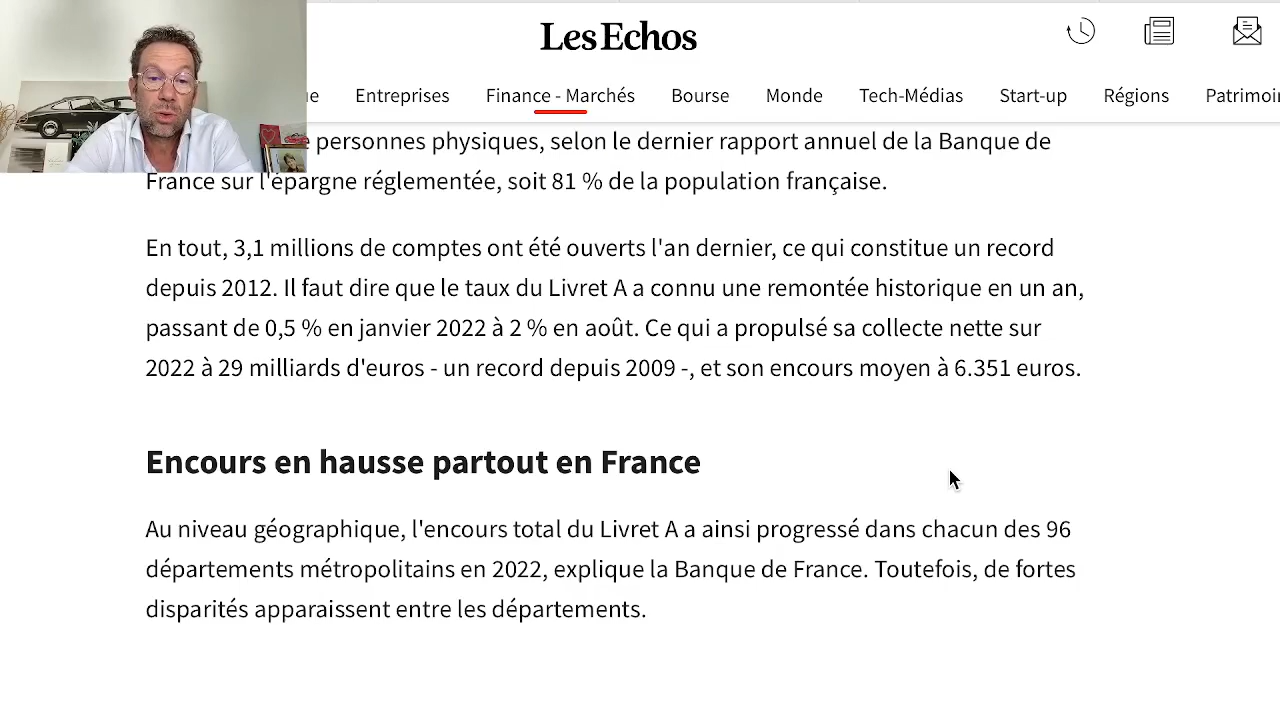 Les Echos
ue Entreprises Finance - Marchés Bourse Monde Tech-Médias Start-up Régions Patrimoi
personnes physiques, selon le dernier rapport annuel de la Banque de
France sur l'épargne réglementée, soit 81 % de la population française.
En tout, 3,1 millions de comptes ont été ouverts l'an dernier, ce qui constitue un record
depuis 2012. Il faut dire que le taux du Livret A a connu une remontée historique en un an,
passant de 0,5 % en janvier 2022 à 2 % en août. Ce qui a propulsé sa collecte nette sur
2022 à 29 milliards d'euros - un record depuis 2009 -, et son encours moyen à 6.351 euros.
Encours en hausse partout en France
Au niveau géographique, l'encours total du Livret A a ainsi progressé dans chacun des 96
départements métropolitains en 2022, explique la Banque de France. Toutefois, de fortes
disparités apparaissent entre les départements.